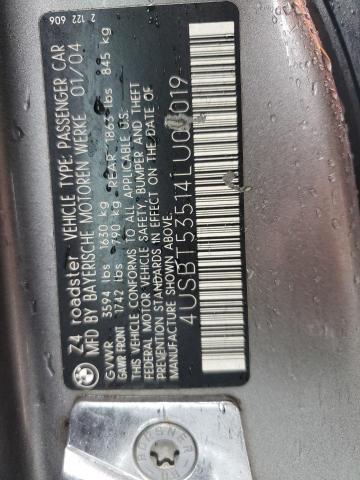 Z4 roadster VEHICLE TYPE: PASSENGER CAR
MFD BY BAYERISCHE MOTOREN WERKE 01/04
GVWR 3594 lbs 1630 kg
GAWR FRONT: 1742 lbs 790 kg REAR: 1863 lbs 845 kg
THIS VEHICLE CONFORMS TO ALL APPLICABLE U.S.
FEDERAL MOTOR VEHICLE SAFETY, BUMPER AND THEFT
PREVENTION STANDARDS IN EFFECT ON THE DATE OF
MANUFACTURE SHOWN ABOVE.
2 122 606
BMW